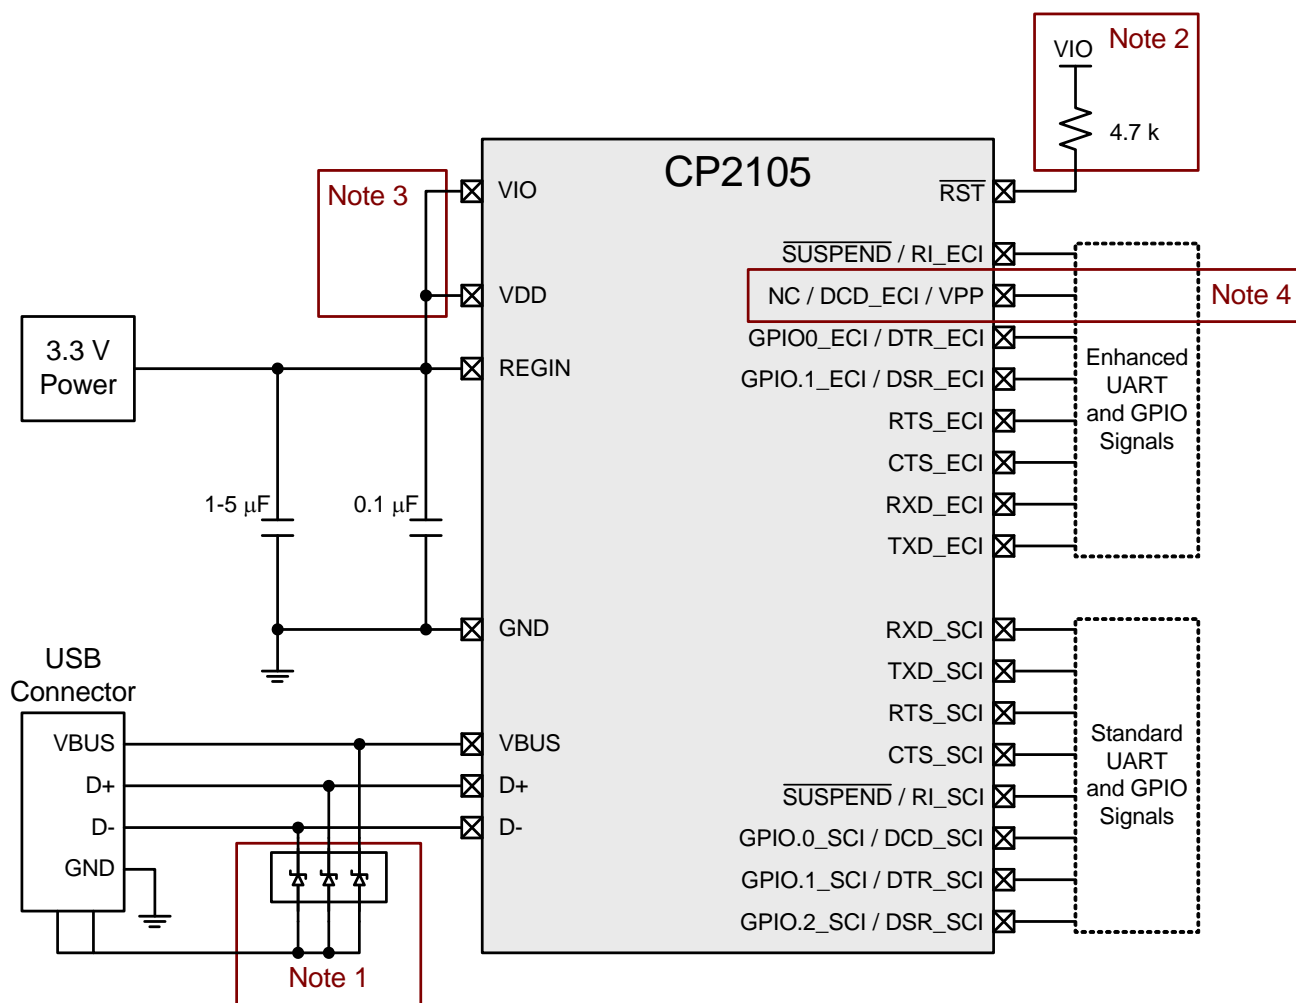 Note 2
VIO
4.7 k
CP2105
Note 3
VIO
RST
SUSPEND / RI_ECI
VDD
NC / DCD_ECI / VPP
Note 4
3.3 V
Power
GPIO0_ECI / DTR_ECI
REGIN
GPIO.1_ECI / DSR_ECI
Enhanced
UART
and GPIO
Signals
RTS_ECI
CTS_ECI
1-5 μF
0.1 μF
RXD_ECI
TXD_ECI
GND
RXD_SCI
USB
Connector
TXD_SCI
RTS_SCI
VBUS
VBUS
CTS_SCI
Standard
UART
and GPIO
Signals
D+
D+
SUSPEND / RI_SCI
D-
D-
GPIO.0_SCI / DCD_SCI
GND
GPIO.1_SCI / DTR_SCI
GPIO.2_SCI / DSR_SCI
Note 1